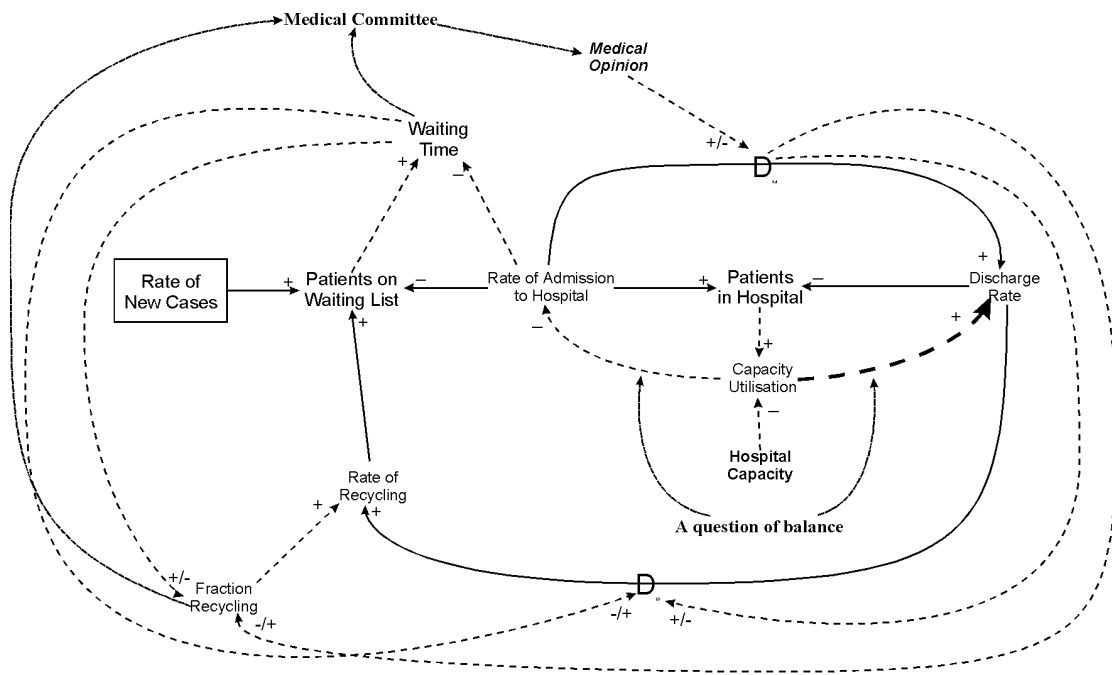 Medical Committee
Medical
Opinion
+/-
D
Waiting
Time
+
–
+
Rate of
New Cases
+
Patients on
Waiting List
–
Rate of Admission
to Hospital
+
Patients
in Hospital
–
Discharge
Rate
+
–
+
+
Capacity
Utilisation
–
Hospital
Capacity
A question of balance
Rate of
Recycling
+
+
+/-
Fraction
Recycling
-/+
D
-/+
+/-